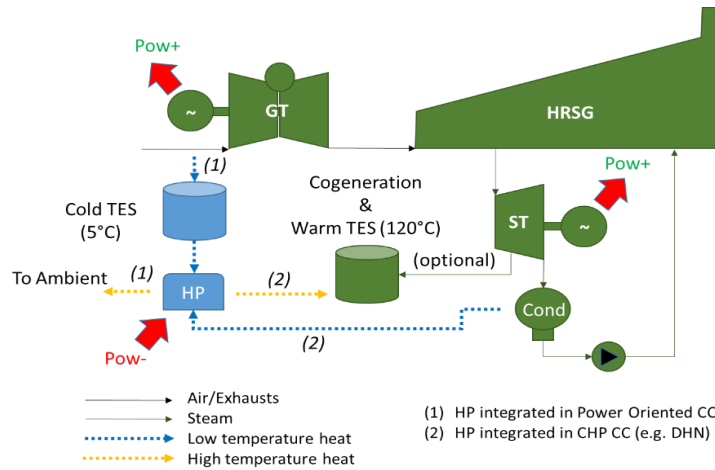 Pow+
~
GT
HRSG
(1)
Cogeneration
&
Warm TES (120°C)
Pow+
Cold TES
(5°C)
ST
~
(optional)
To Ambient
(1)
(2)
HP
Cond
(2)
Pow-
Air/Exhausts
Steam
Low temperature heat
High temperature heat
(1) HP integrated in Power Oriented CC
(2) HP integrated in CHP CC (e.g. DHN)